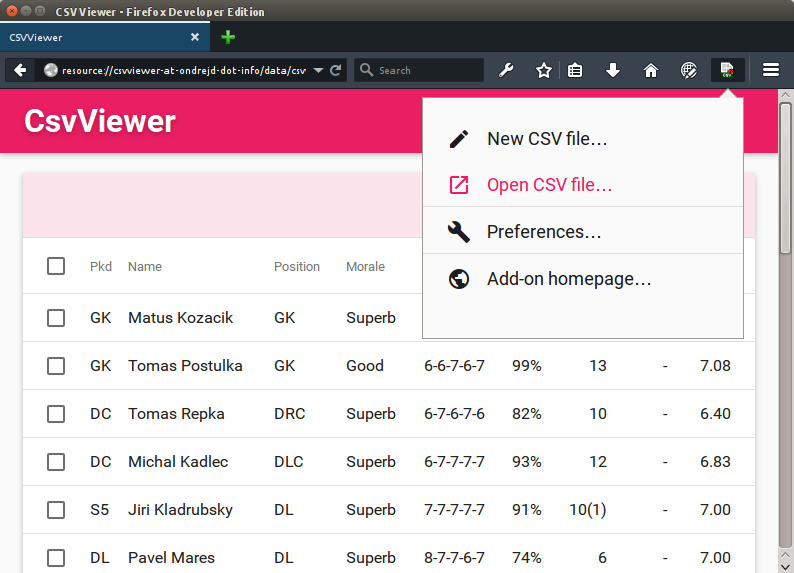 CSV Viewer - Firefox Developer Edition
CSVViewer
resource://csvviewer-at-ondrejd-dot-info/data/csv
Search
CSV
CsvViewer
New CSV file...
Open CSV file...
Preferences...
Add-on homepage...
Pkd Name Position Morale
GK Matus Kozacik GK Superb
GK Tomas Postulka GK Good 6-6-7-6-7 99% 13 - 7.08
DC Tomas Repka DRC Superb 6-7-6-7-6 82% 10 - 6.40
DC Michal Kadlec DLC Superb 6-7-7-7-7 93% 12 - 6.83
S5 Jiri Kladrubsky DL Superb 7-7-7-7-7 91% 10(1) - 7.00
DL Pavel Mares DL Superb 8-7-7-6-7 74% 6 - 7.00